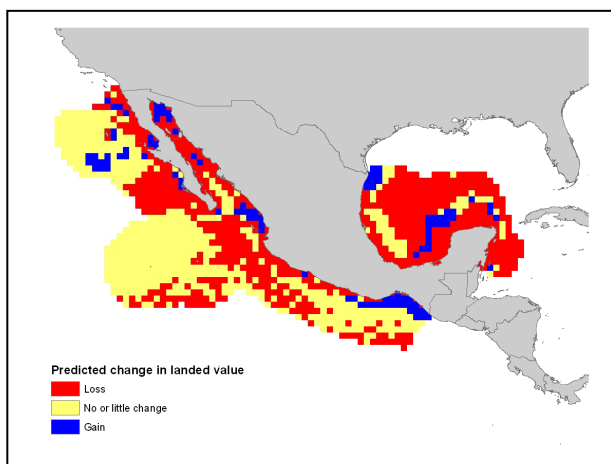 Predicted change in landed value
Loss
No or little change
Gain